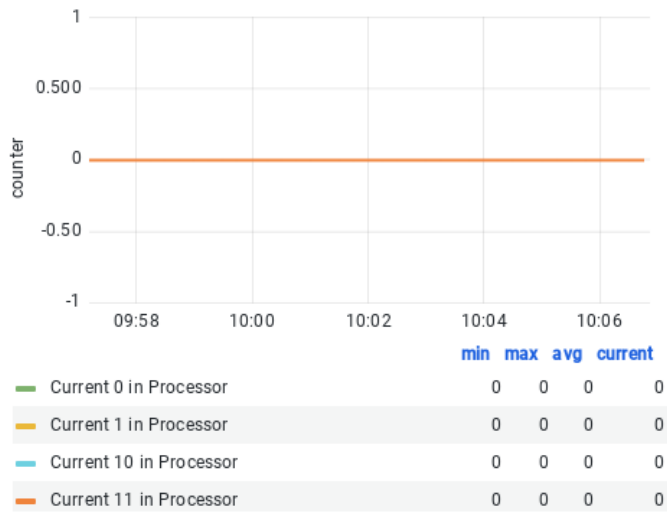 1
0.500
0
-0.50
-1
counter
09:58 10:00 10:02 10:04 10:06
min max avg current
Current 0 in Processor 0 0 0 0
Current 1 in Processor 0 0 0 0
Current 10 in Processor 0 0 0 0
Current 11 in Processor 0 0 0 0